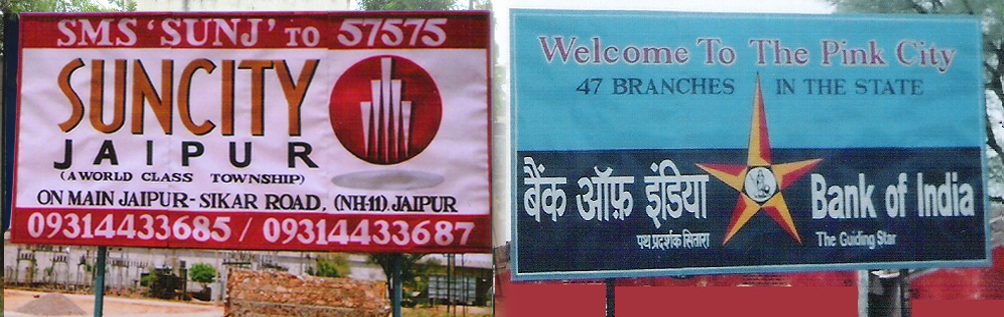 SMS 'SUNJ' TO 57575
SUNCITY
JAIPUR
(A WORLD CLASS TOWNSHIP)
ON MAIN JAIPUR-SIKAR ROAD, (NH-11) JAIPUR
09314433685 / 09314433687
Welcome To The Pink City
47 BRANCHES IN THE STATE
बैंक ऑफ़ इंडिया Bank of India
पथ प्रदर्शक सितारा The Guiding Star